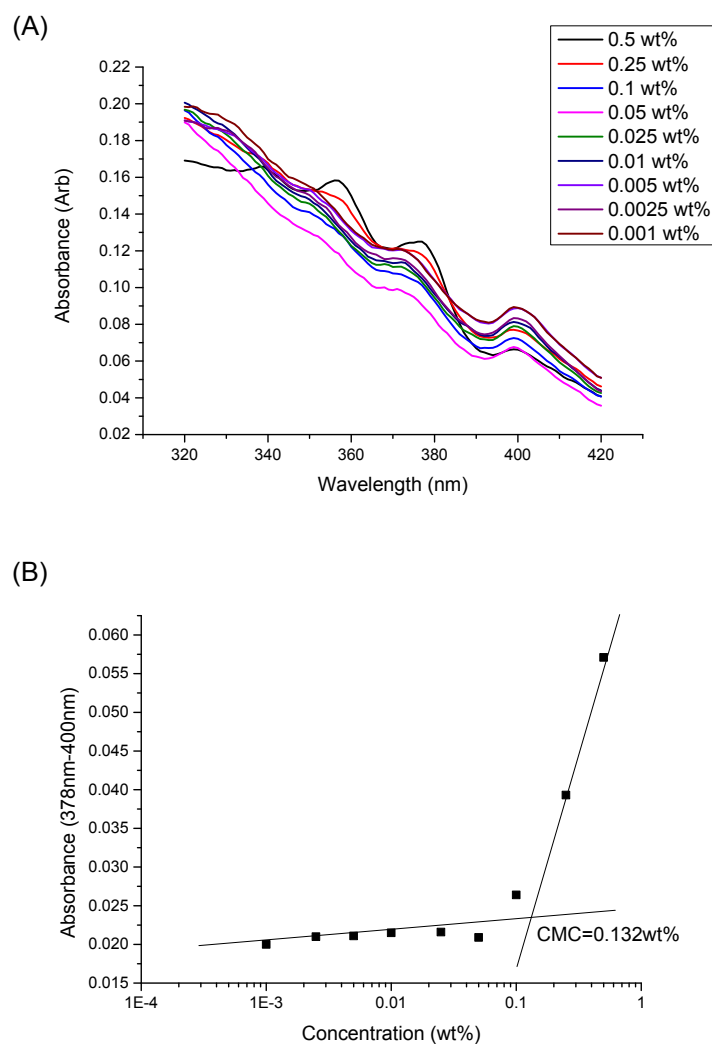 (A)
0.5 wt%
0.25 wt%
0.1 wt%
0.05 wt%
0.025 wt%
0.01 wt%
0.005 wt%
0.0025 wt%
0.001 wt%
0.22
0.20
0.18
0.16
0.14
0.12
0.10
0.08
0.06
0.04
0.02
Absorbance (Arb)
320
340
360
380
400
420
Wavelength (nm)
(B)
0.060
0.055
0.050
0.045
0.040
0.035
0.030
0.025
0.020
0.015
Absorbance (378nm-400nm)
CMC=0.132wt%
1E-4
1E-3
0.01
0.1
1
Concentration (wt%)